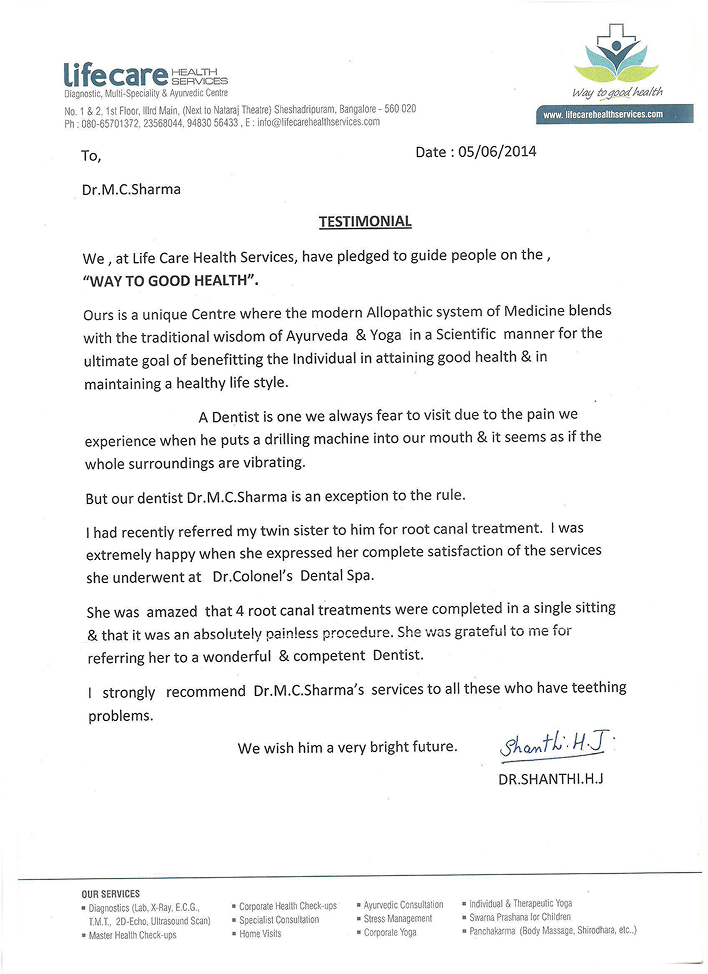 lifecare HEALTH SERVICES
Diagnostic, Multi-Speciality & Ayurvedic Centre
No. 1 & 2, 1st Floor, IIIrd Main, (Next to Nataraj Theatre) Sheshadripuram, Bangalore - 560 020
Ph : 080-65701372, 23568044, 94830 56433 , E : info@lifecarehealthservices.com
Way to good health
www. lifecarehealthservices.com
To,
Date : 05/06/2014
Dr.M.C.Sharma
TESTIMONIAL
We , at Life Care Health Services, have pledged to guide people on the ,
“WAY TO GOOD HEALTH”.
Ours is a unique Centre where the modern Allopathic system of Medicine blends
with the traditional wisdom of Ayurveda & Yoga in a Scientific manner for the
ultimate goal of benefitting the Individual in attaining good health & in
maintaining a healthy life style.
A Dentist is one we always fear to visit due to the pain we
experience when he puts a drilling machine into our mouth & it seems as if the
whole surroundings are vibrating.
But our dentist Dr.M.C.Sharma is an exception to the rule.
I had recently referred my twin sister to him for root canal treatment. I was
extremely happy when she expressed her complete satisfaction of the services
she underwent at Dr.Colonel’s Dental Spa.
She was amazed that 4 root canal treatments were completed in a single sitting
& that it was an absolutely painless procedure. She was grateful to me for
referring her to a wonderful & competent Dentist.
I strongly recommend Dr.M.C.Sharma’s services to all these who have teething
problems.
We wish him a very bright future.
Shanthi.H.J.
DR.SHANTHI.H.J
OUR SERVICES
▪ Diagnostics (Lab, X-Ray, E.C.G.,
T.M.T., 2D-Echo, Ultrasound Scan)
▪ Master Health Check-ups
▪ Corporate Health Check-ups
▪ Specialist Consultation
▪ Home Visits
▪ Ayurvedic Consultation
▪ Stress Management
▪ Corporate Yoga
▪ Individual & Therapeutic Yoga
▪ Swarna Prashana for Children
▪ Panchakarma (Body Massage, Shirodhara, etc.,)